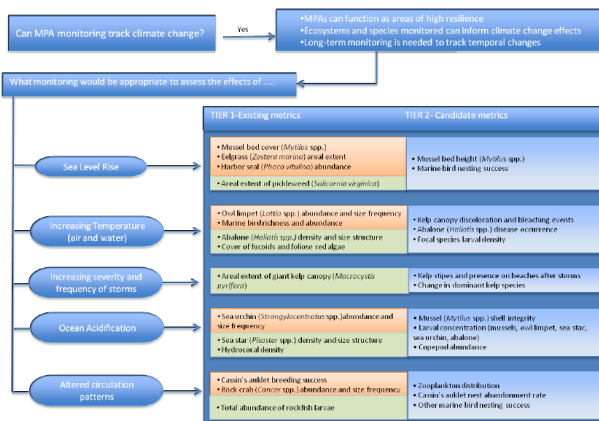 Can MPA monitoring track climate change?
Yes
•MPAs can function as areas of high resilience
•Ecosystems and species monitored can inform climate change effects
•Long-term monitoring is needed to track temporal changes
What monitoring would be appropriate to assess the effects of .....
TIER 1-Existing metrics
TIER 2- Candidate metrics
Sea Level Rise
• Mussel bed cover (Mytilus spp.)
• Eelgrass (Zostera marina) areal extent
• Harbor seal (Phoca vitulina) abundance
• Areal extent of pickleweed (Salicornia virginica)
• Mussel bed height (Mytilus spp.)
• Marine bird nesting success
Increasing Temperature
(air and water)
• Owl limpet (Lottia spp.) abundance and size frequency
• Marine bird richness and abundance
• Abalone (Haliotis spp.) density and size structure
• Cover of fucoids and foliose red algae
• Kelp canopy discoloration and bleaching events
• Abalone (Haliotis spp.) disease occurrence
• Focal species larval density
Increasing severity and
frequency of storms
• Areal extent of giant kelp canopy (Macrocystis
pyrifera)
• Kelp stipes and presence on beaches after storms
• Change in dominant kelp species
Ocean Acidification
• Sea urchin (Strongylocentrotus spp.) abundance and
size frequency
• Sea star (Pisaster spp.) density and size structure
• Hydrocoral density
• Mussel (Mytilus spp.) shell integrity
• Larval concentration (mussels, owl limpet, sea star,
sea urchin, abalone)
• Copepod abundance
Altered circulation
patterns
• Cassin's auklet breeding success
• Rock crab (Cancer spp.) abundance and size frequency
• Total abundance of rockfish larvae
• Zooplankton distribution
• Cassin's auklet nest abandonment rate
• Other marine bird nesting success